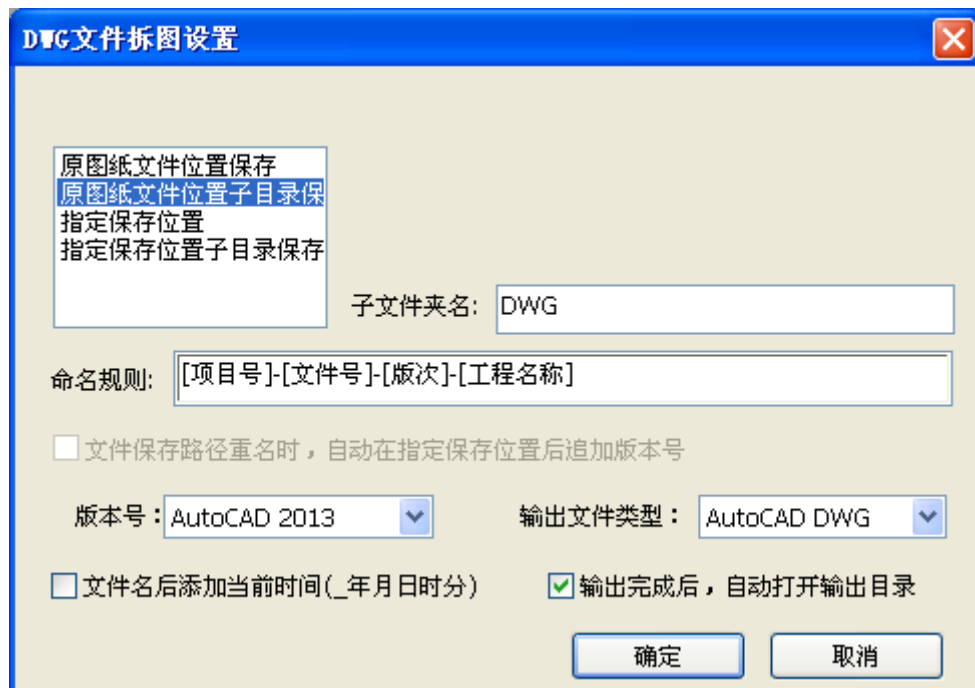 DWG文件拆图设置
原图纸文件位置保存
原图纸文件位置子目录保
指定保存位置
指定保存位置子目录保存
子文件夹名: DWG
命名规则: [项目号]-[文件号]-[版次]-[工程名称]
文件保存路径重名时，自动在指定保存位置后追加版本号
版本号：AutoCAD 2013 输出文件类型： AutoCAD DWG
文件名后添加当前时间(_年月日时分) 输出完成后，自动打开输出目录
确定 取消